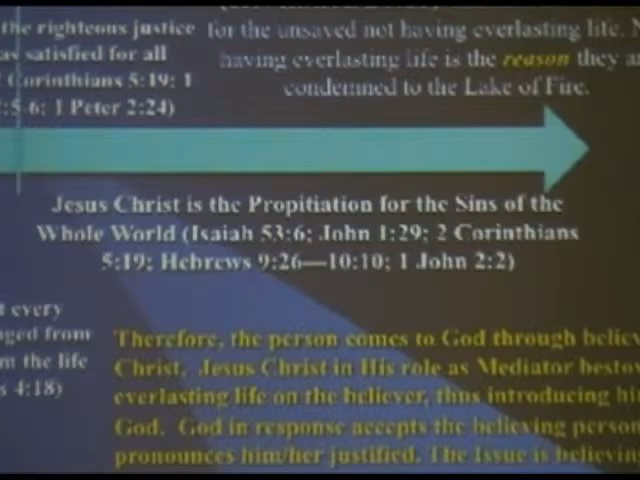 the righteous justice
as satisfied for all
Corinthians 5:19; 1
5-6; 1 Peter 2:24)
for the unsaved not having everlasting life.
having everlasting life is the reason they
condemned to the Lake of Fire.
Jesus Christ is the Propitiation for the Sins of the
Whole World (Isaiah 53:6; John 1:29; 2 Corinthians
5:19; Hebrews 9:26—10:10; 1 John 2:2)
every
from
the life
4:18)
Therefore, the person comes to God through
Christ. Jesus Christ in His role as Mediator
everlasting life on the believer, thus introducing
God. God in response accepts the believing person
pronounces him/her justified. The Issue is